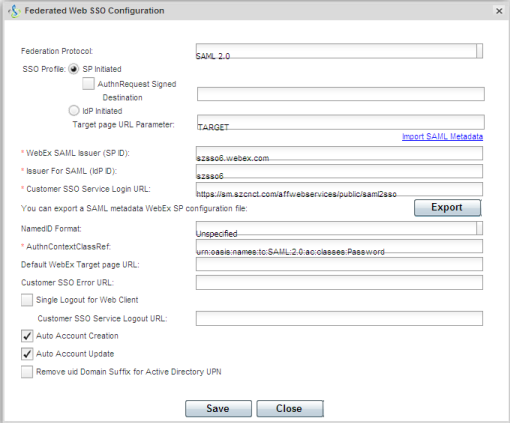 Federated Web SSO Configuration
Federation Protocol: SAML 2.0
SSO Profile: SP Initiated
AuthnRequest Signed
Destination
IdP Initiated
Target page URL Parameter: TARGET
Import SAML Metadata
* WebEx SAML Issuer (SP ID): szsso6.webex.com
* Issuer For SAML (IdP ID): szsso6
* Customer SSO Service Login URL: https://sm.szcnct.com/affwebservices/public/saml2sso
You can export a SAML metadata WebEx SP configuration file: Export
NamedID Format: Unspecified
* AuthnContextClassRef: urn:oasis:names:tc:SAML:2.0:ac:classes:Password
Default WebEx Target page URL:
Customer SSO Error URL:
Single Logout for Web Client
Customer SSO Service Logout URL:
Auto Account Creation
Auto Account Update
Remove uid Domain Suffix for Active Directory UPN
Save Close